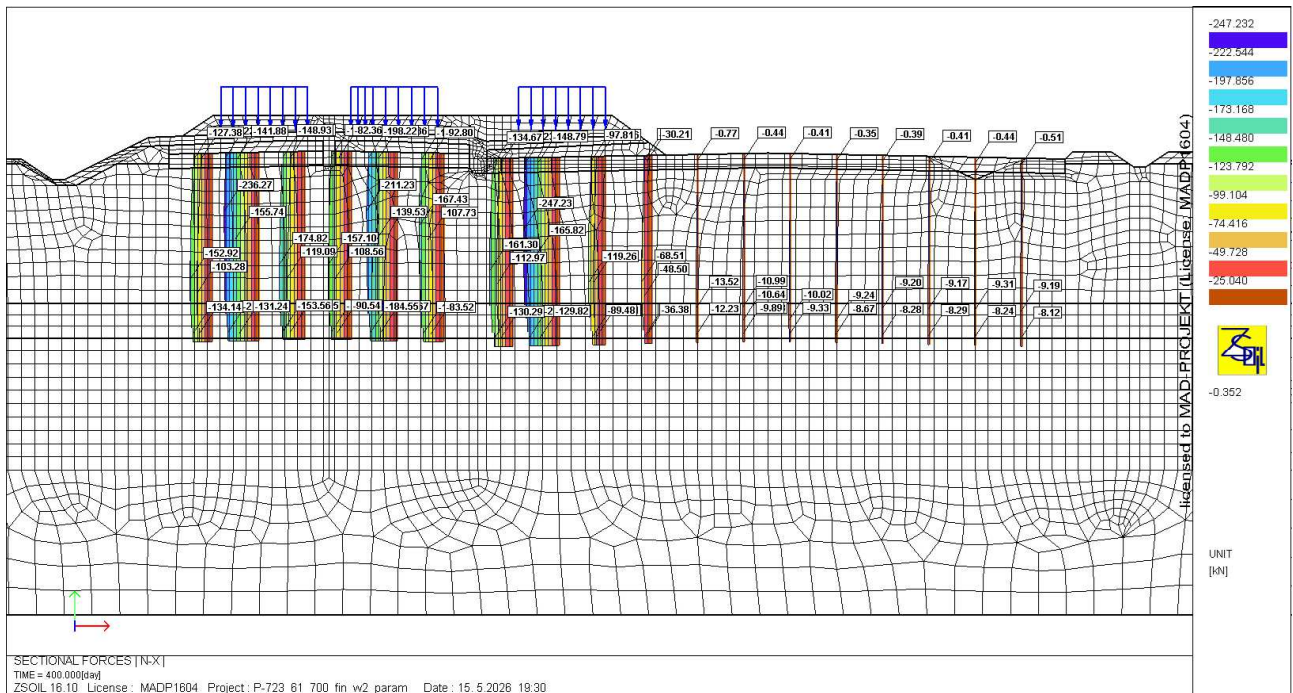 -247.232
-222.544
-197.856
-173.168
-148.480
-123.792
-99.104
-74.416
-49.728
-25.040
-0.352
UNIT
[kN]
licensed to MAD-PROJEKT (License, MADP1604)
-127.38 -141.88 -148.93 -82.36 -198.22 -92.80 -134.67 -148.79 -97.81 -30.21 -0.77 -0.44 -0.41 -0.35 -0.39 -0.41 -0.44 -0.51
-236.27 -211.23
-167.43
-247.23
-155.74 -139.53 -107.73
-165.82
-174.82 -157.10
-161.30
-152.92 -119.09 -108.56 -112.97 -119.26 -68.51
-103.28 -48.50
-13.52 -10.99 -9.20 -9.17 -9.31 -9.19
-10.64 -10.02 -9.24
-134.14 -131.24 -153.56 -90.54 -184.55 -83.52 -130.29 -129.82 -89.48 -36.38 -12.23 -9.89 -9.33 -8.67 -8.28 -8.29 -8.24 -8.12
SECTIONAL FORCES | N-X |
TIME = 400.000[day]
ZSOIL 16.10 License : MADP1604 Project : P-723_61_700_fin_w2_param Date : 15. 5.2026 19:30